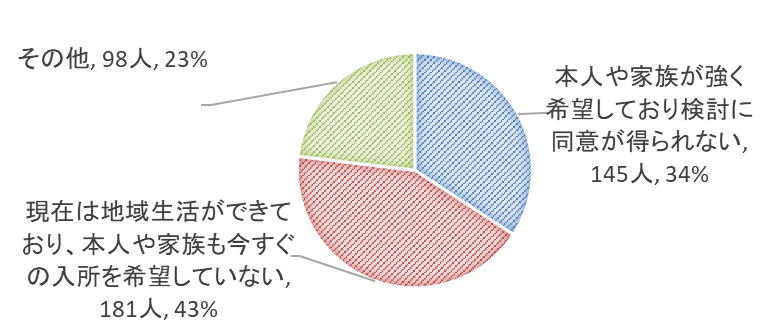 その他, 98人, 23%
本人や家族が強く
希望しており検討に
同意が得られない,
145人, 34%
現在は地域生活ができて
おり、本人や家族も今すぐ
の入所を希望していない,
181人, 43%